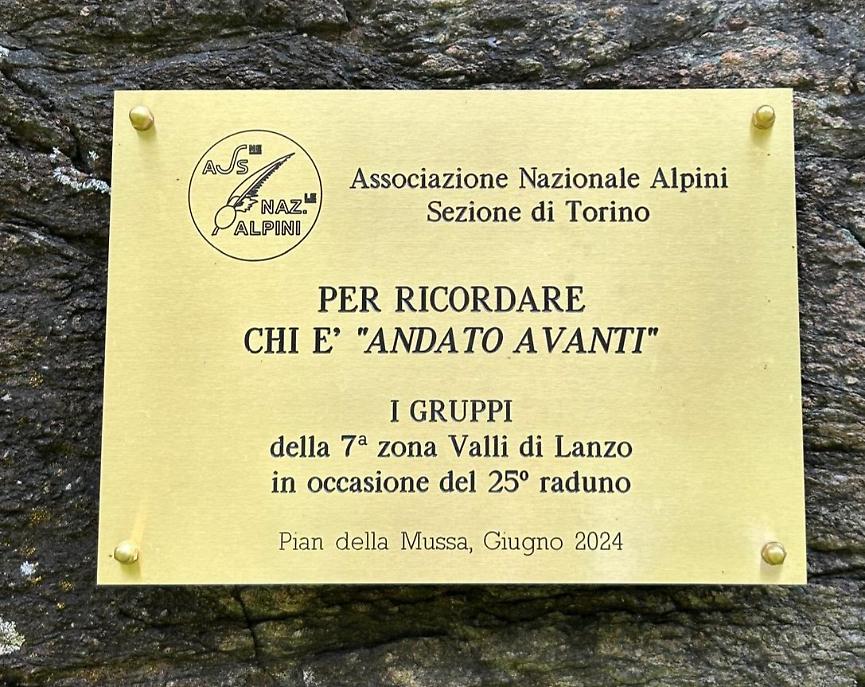 ASS NE
NAZ. LE
ALPINI
Associazione Nazionale Alpini
Sezione di Torino
PER RICORDARE
CHI E' "ANDATO AVANTI"
I GRUPPI
della 7ª zona Valli di Lanzo
in occasione del 25º raduno
Pian della Mussa, Giugno 2024